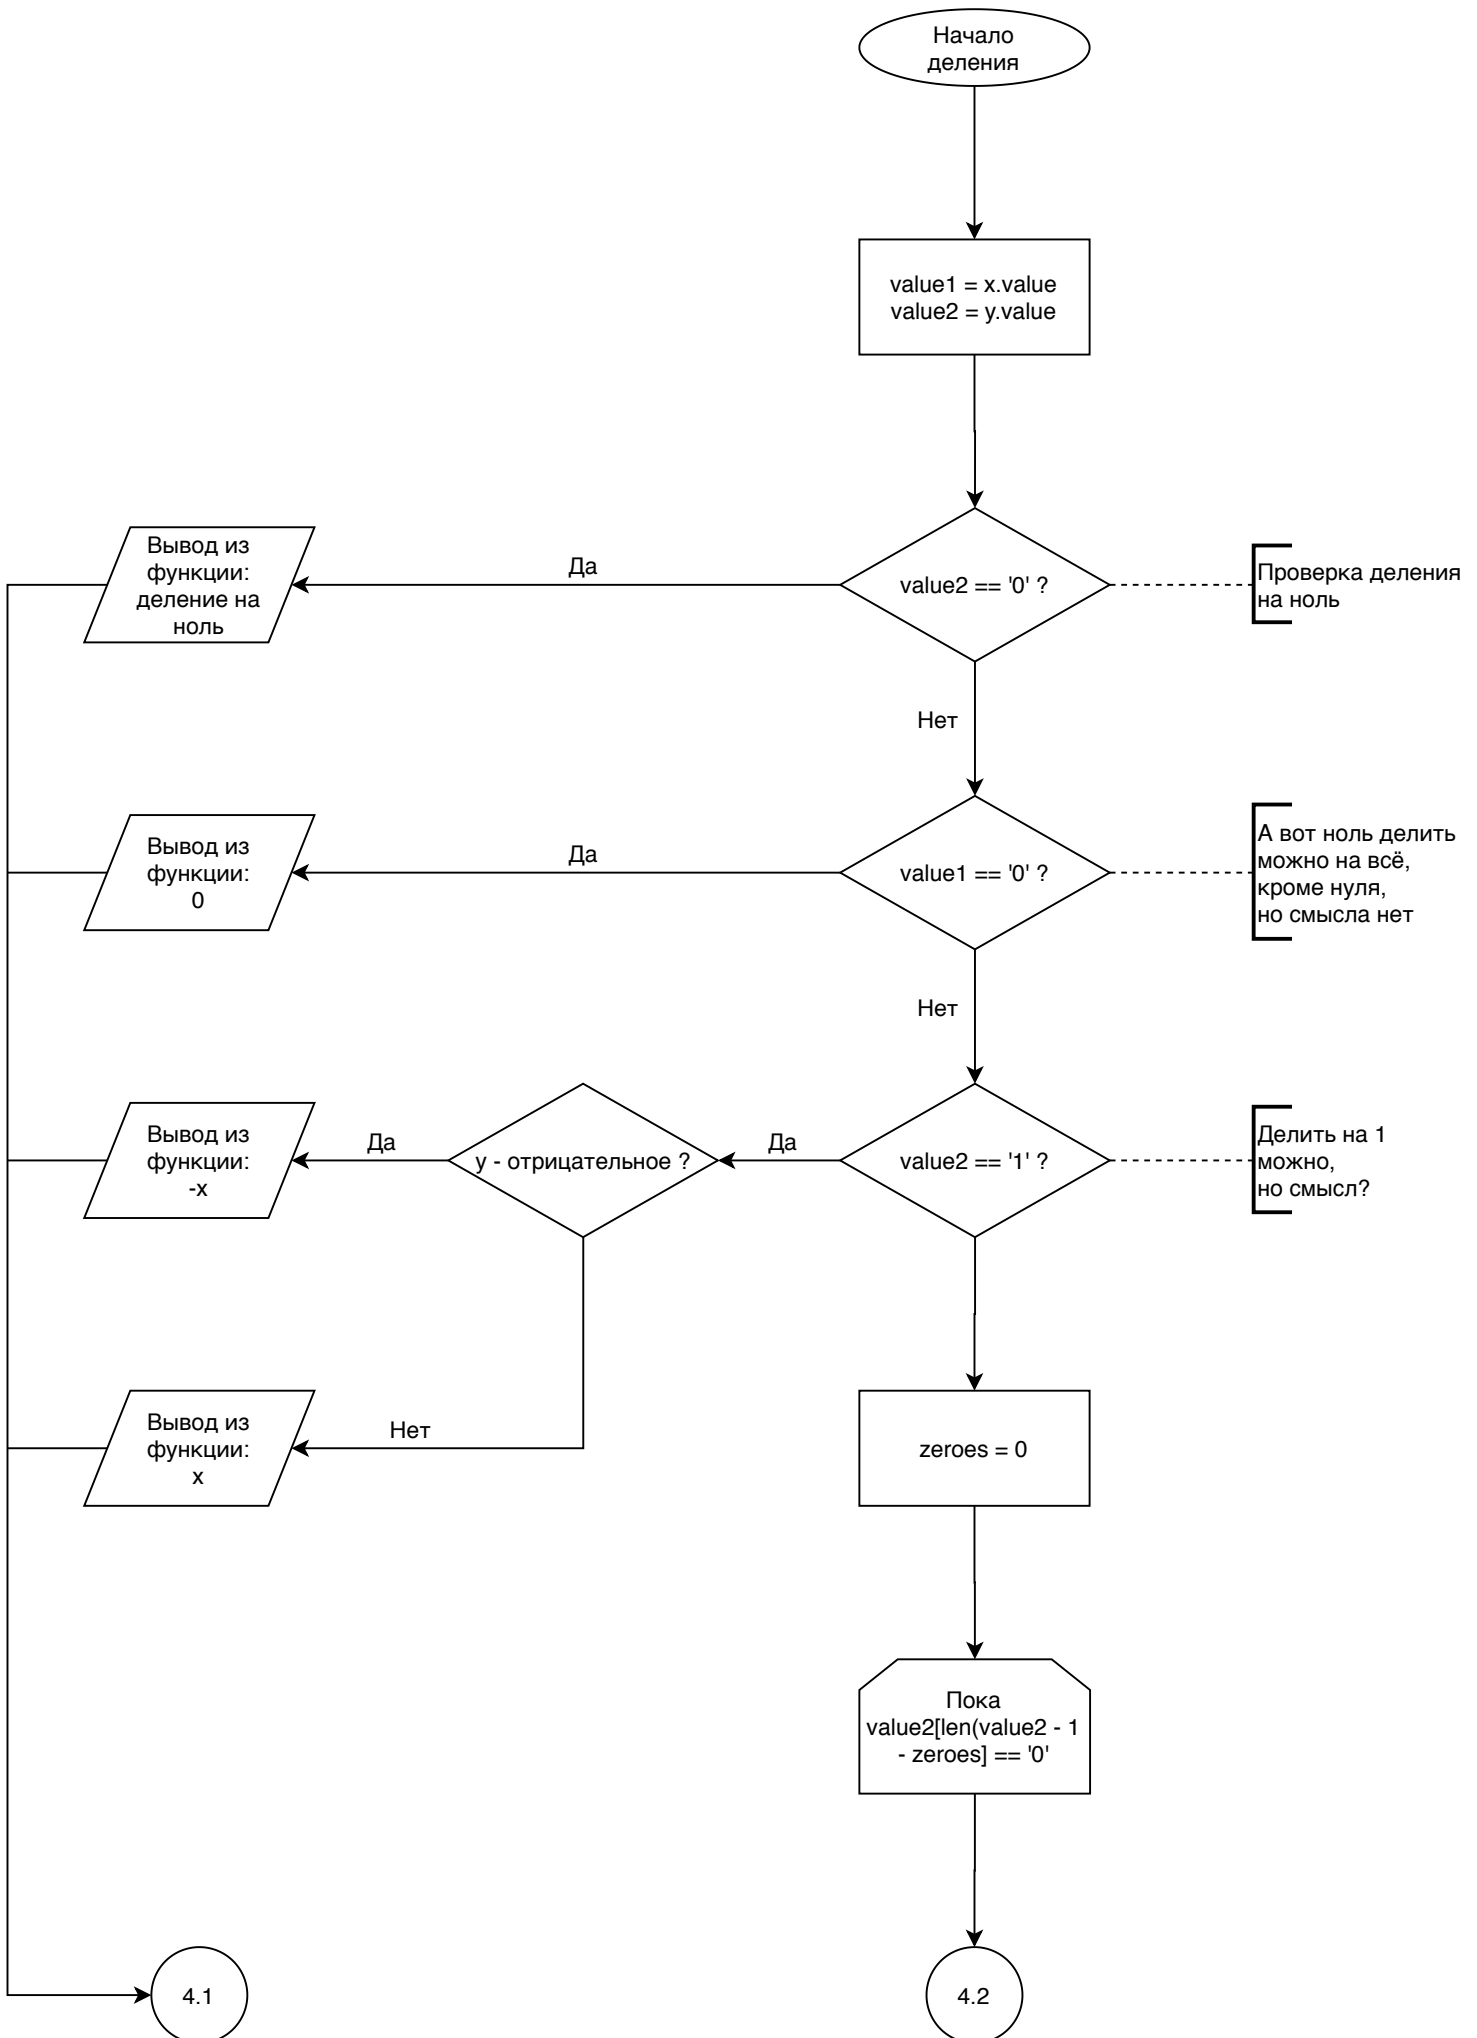 Начало
деления
value1 = x.value
value2 = y.value
Вывод из
функции:
деление на
ноль
Да
value2 == '0' ?
Проверка деления
на ноль
Нет
Вывод из
функции:
0
Да
value1 == '0' ?
А вот ноль делить
можно на всё,
кроме нуля,
но смысла нет
Нет
Вывод из
функции:
-x
Да
y - отрицательное ?
Да
value2 == '1' ?
Делить на 1
можно,
но смысл?
Вывод из
функции:
x
Нет
zeroes = 0
Пока
value2[len(value2 - 1
- zeroes] == '0'
4.1
4.2